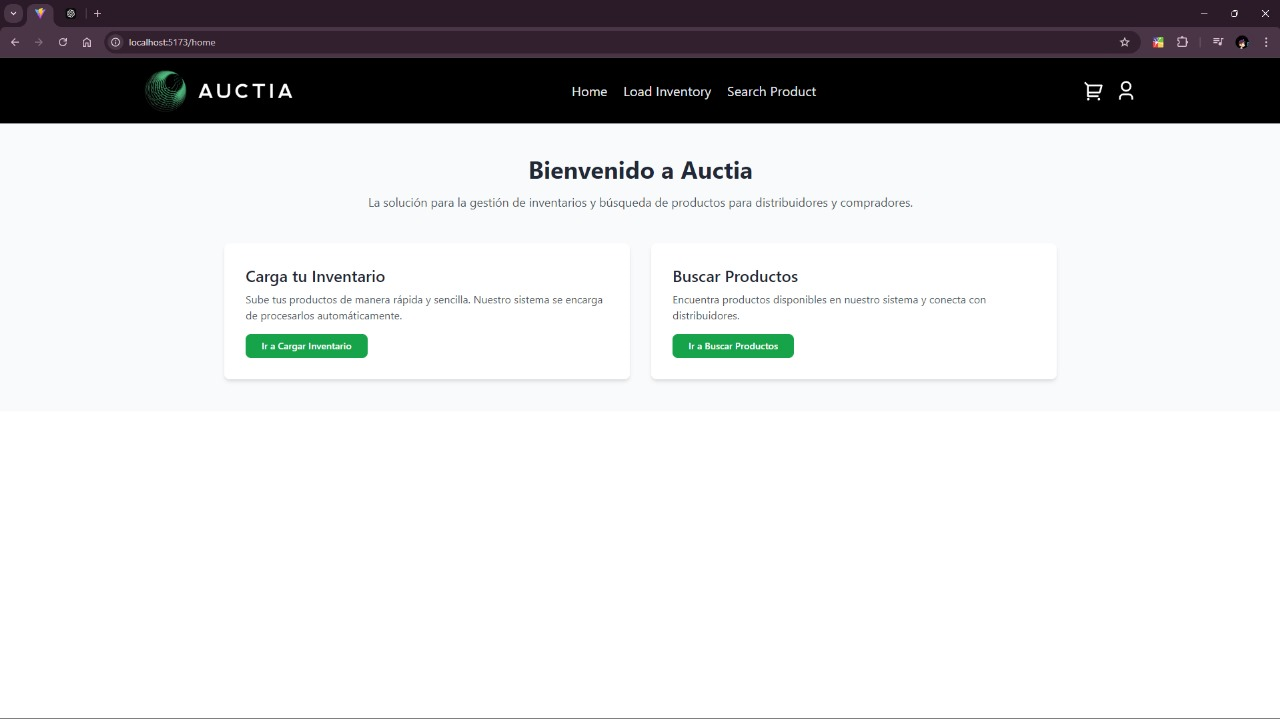 localhost:5173/home
AUCTIA
Home Load Inventory Search Product
Bienvenido a Auctia
La solución para la gestión de inventarios y búsqueda de productos para distribuidores y compradores.
Carga tu Inventario
Sube tus productos de manera rápida y sencilla. Nuestro sistema se encarga
de procesarlos automáticamente.
Ir a Cargar Inventario
Buscar Productos
Encuentra productos disponibles en nuestro sistema y conecta con
distribuidores.
Ir a Buscar Productos